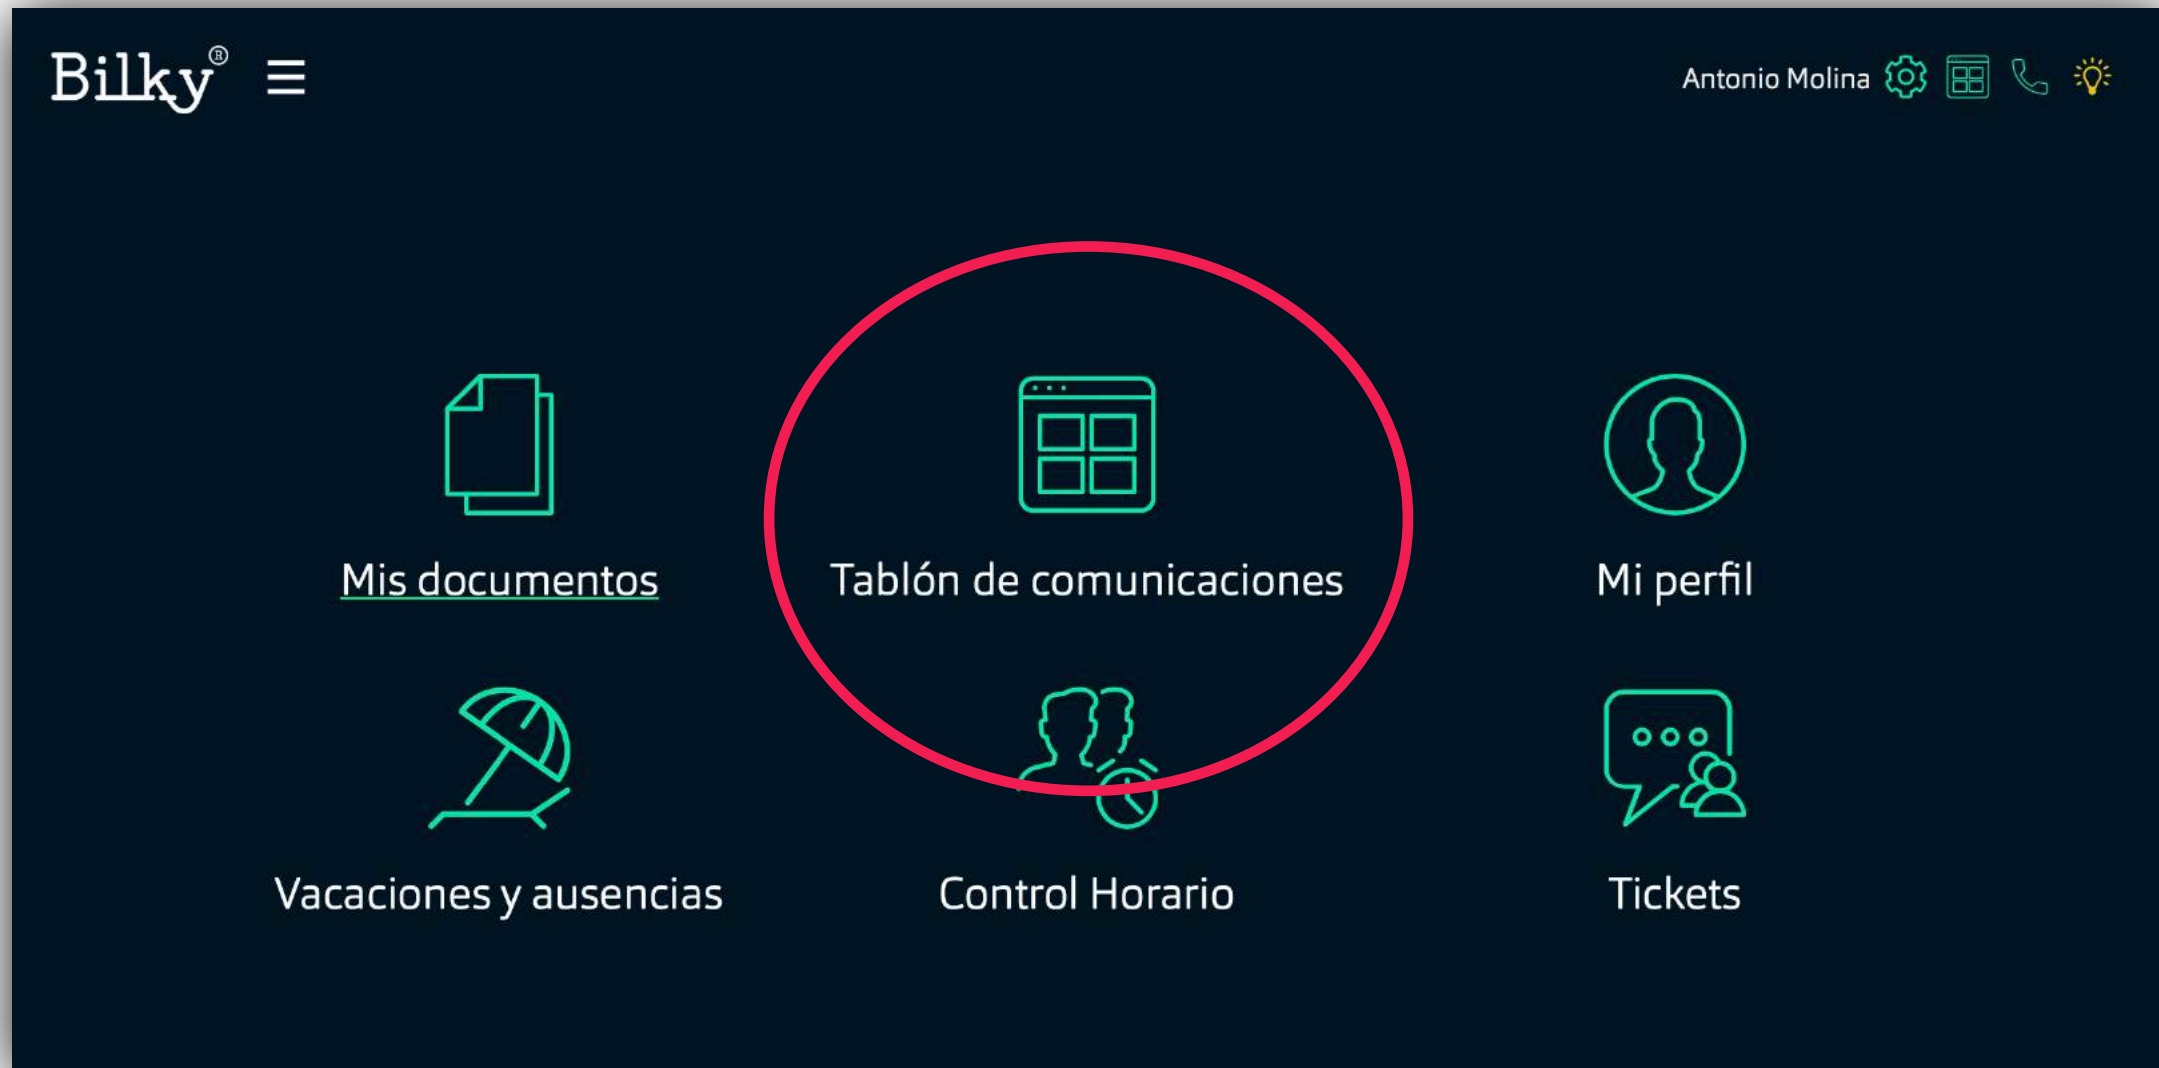 Bilky®
Antonio Molina
Mis documentos
Tablón de comunicaciones
Mi perfil
Vacaciones y ausencias
Control Horario
Tickets